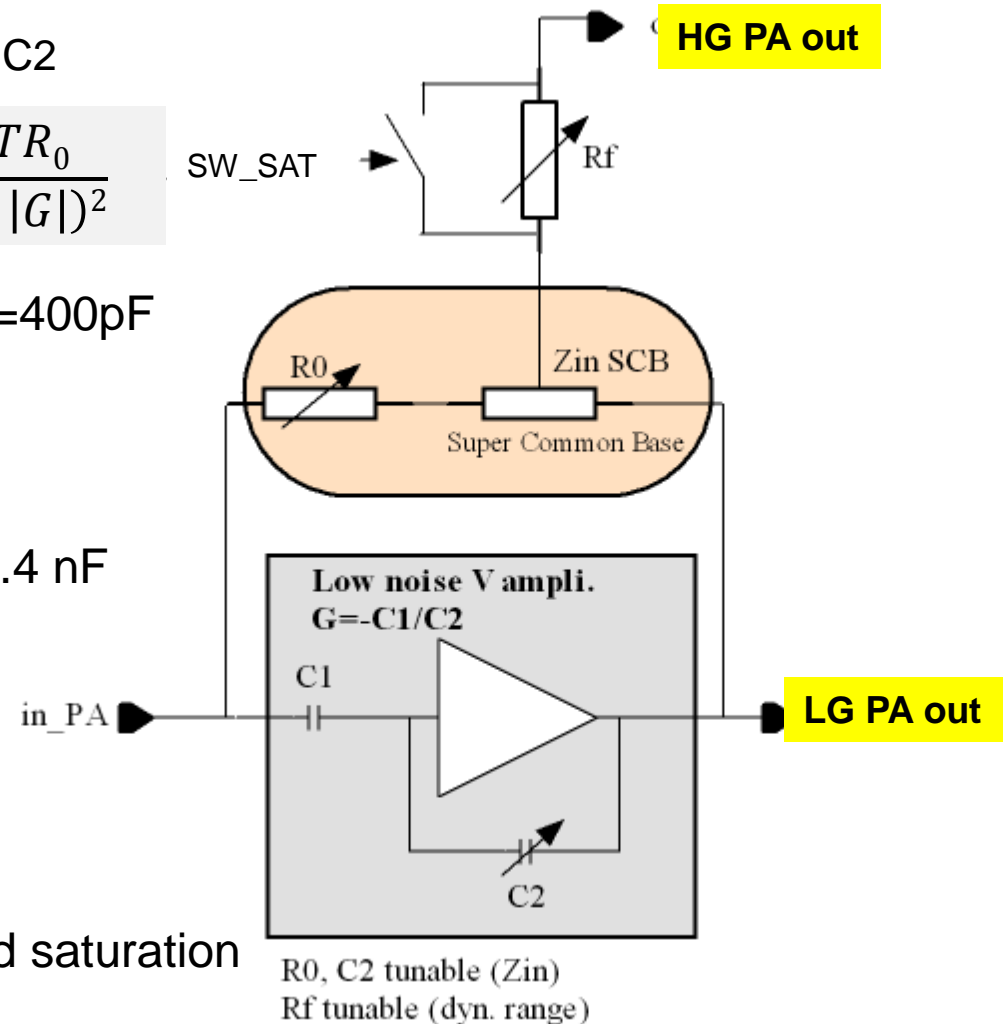 C2
HG PA out
TR₀
|G|)²
SW_SAT
Rf
=400pF
R0
Zin SCB
Super Common Base
.4 nF
Low noise V ampli.
G=-C1/C2
C1
in_PA
LG PA out
C2
d saturation
R0, C2 tunable (Zin)
Rf tunable (dyn. range)